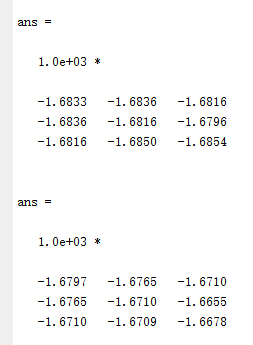 ans =
1.0e+03 *
-1.6833 -1.6836 -1.6816
-1.6836 -1.6816 -1.6796
-1.6816 -1.6850 -1.6854
ans =
1.0e+03 *
-1.6797 -1.6765 -1.6710
-1.6765 -1.6710 -1.6655
-1.6710 -1.6709 -1.6678